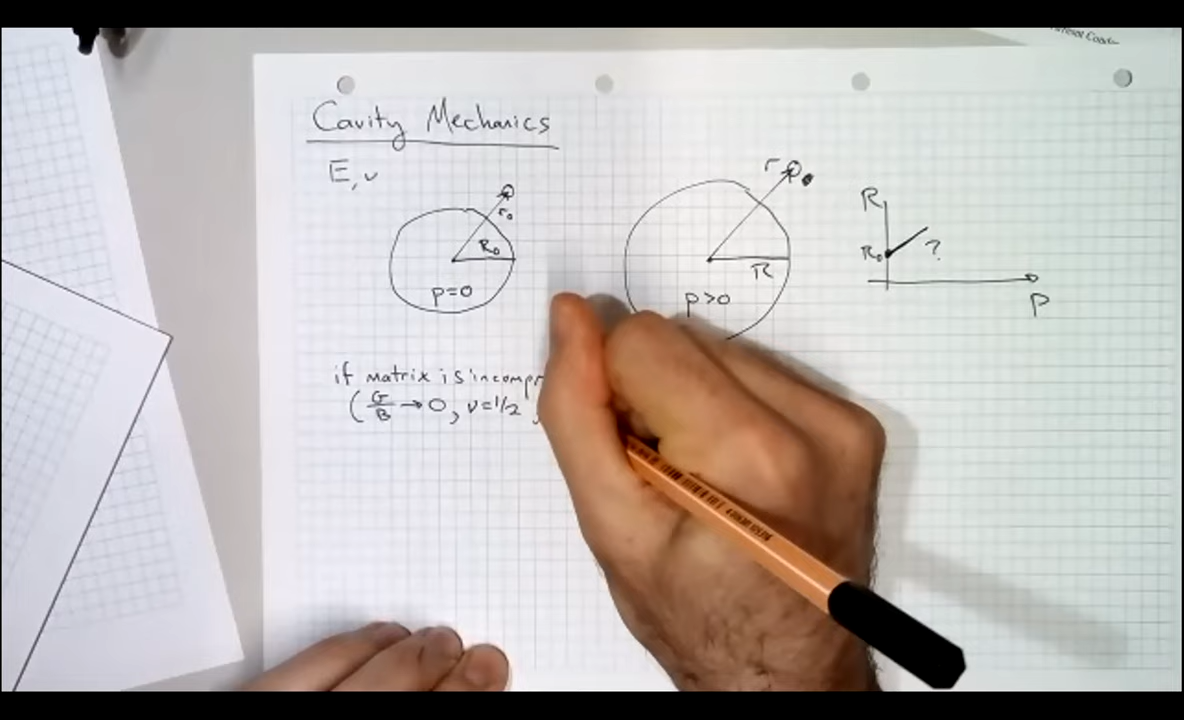 Cavity Mechanics
E, ν
r₀
R₀
p=0
r
R
p>0
R
R₀
?
p
if matrix is incompr
(G/B → 0, ν=1/2,